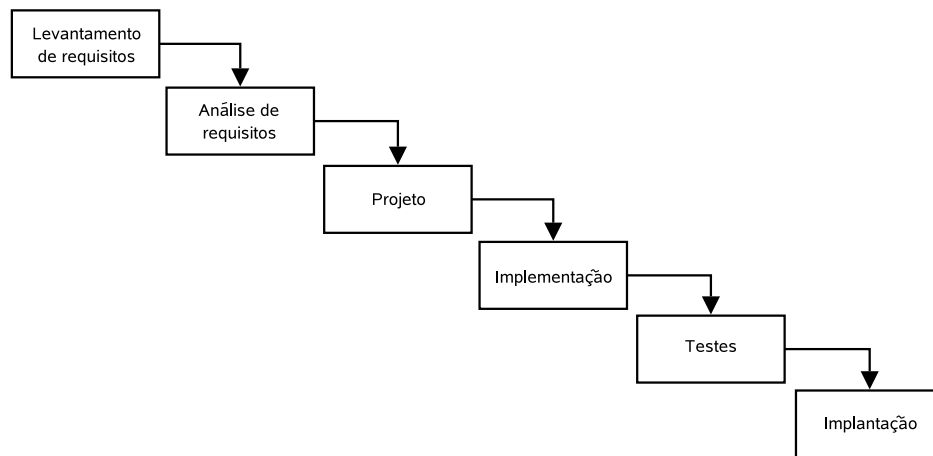 Levantamento
de requisitos
Análise de
requisitos
Projeto
Implementação
Testes
Implantação